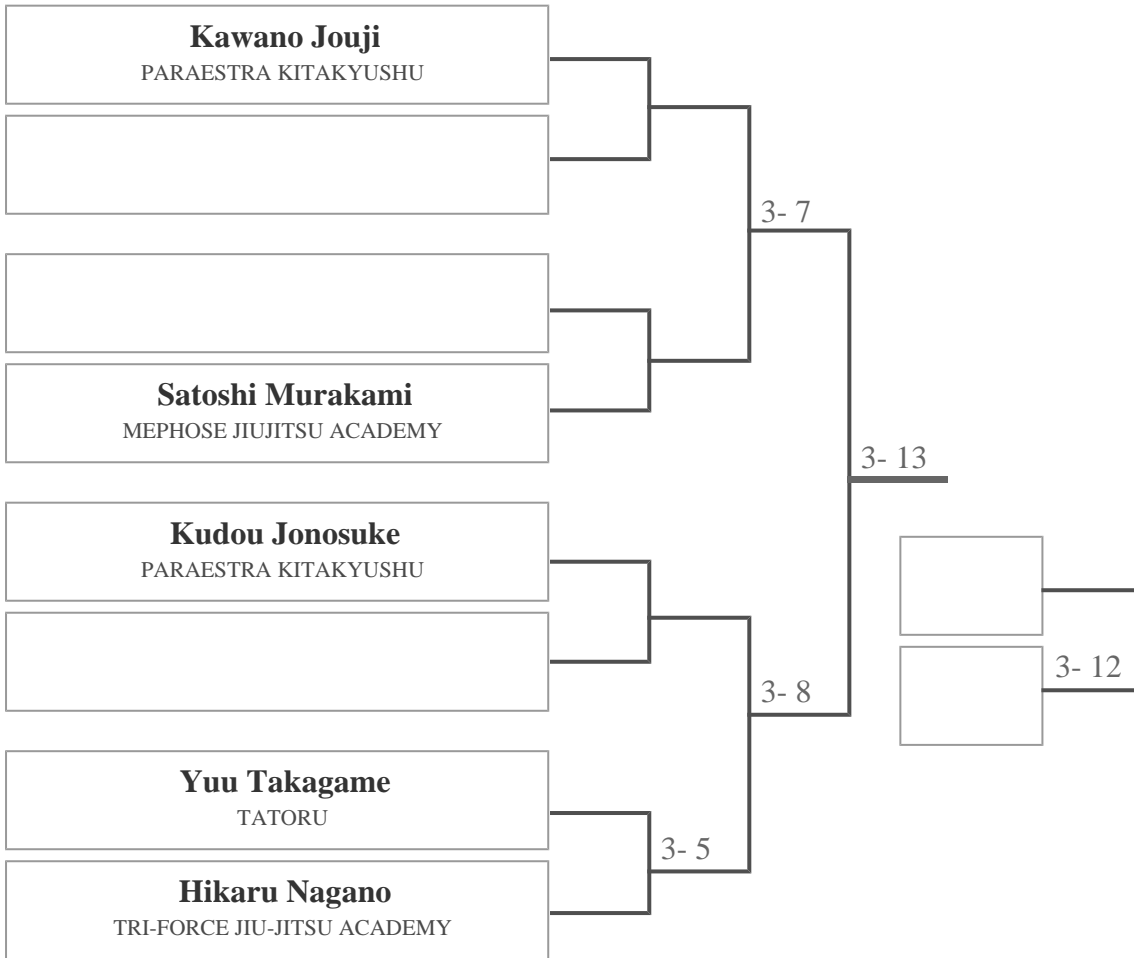 Kawano Jouji
PARAESTRA KITAKYUSHU
3- 7
Satoshi Murakami
MEPHOSE JIUJITSU ACADEMY
3- 13
Kudou Jonosuke
PARAESTRA KITAKYUSHU
3- 12
3- 8
Yuu Takagame
TATORU
3- 5
Hikaru Nagano
TRI-FORCE JIU-JITSU ACADEMY